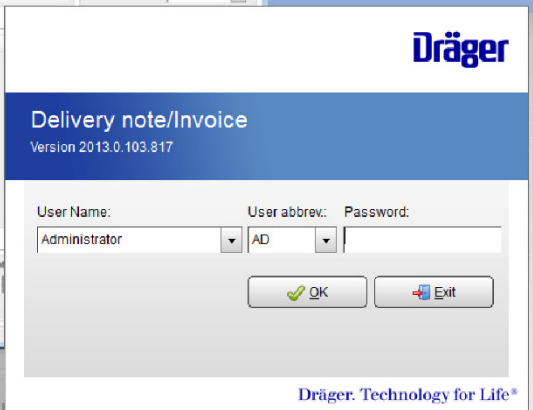 Dräger
Delivery note/Invoice
Version 2013.0.103.817
User Name: User abbrev.: Password:
Administrator AD
OK Exit
Dräger. Technology for Life®